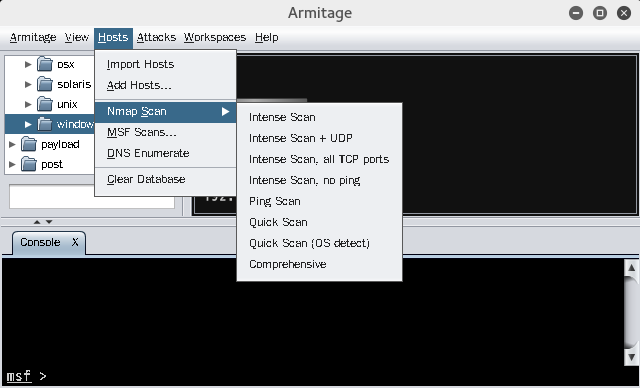 Armitage
Armitage View Hosts Attacks Workspaces Help
osx
solaris
unix
window
payload
post
Import Hosts
Add Hosts...
Nmap Scan
MSF Scans...
DNS Enumerate
Clear Database
Intense Scan
Intense Scan + UDP
Intense Scan, all TCP ports
Intense Scan, no ping
Ping Scan
Quick Scan
Quick Scan (OS detect)
Comprehensive
192.
Console X
msf >